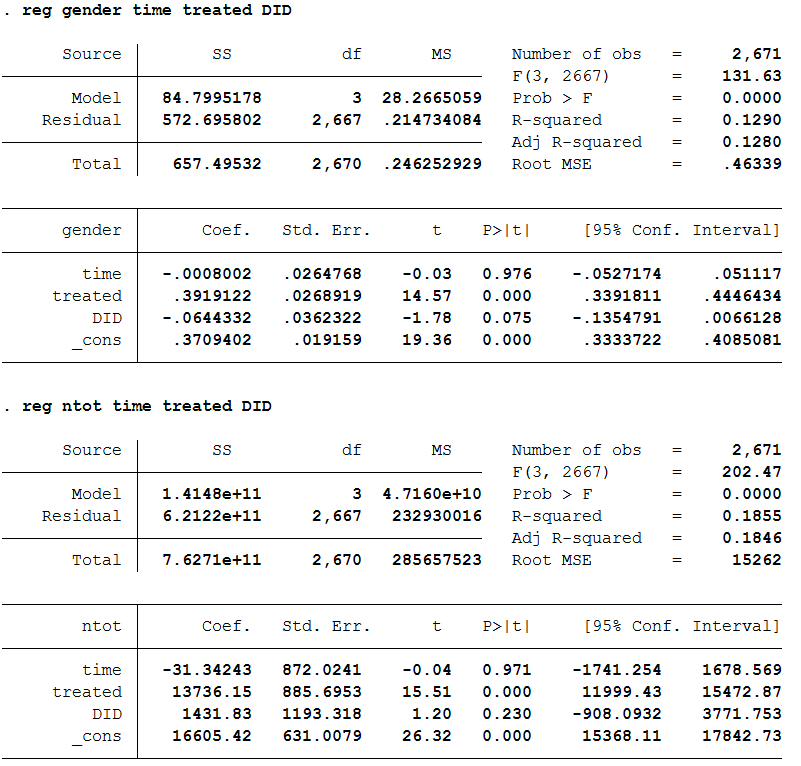 . reg gender time treated DID
Source SS df MS Number of obs = 2,671
F(3, 2667) = 131.63
Model 84.7995178 3 28.2665059 Prob > F = 0.0000
Residual 572.695802 2,667 .214734084 R-squared = 0.1290
Adj R-squared = 0.1280
Total 657.49532 2,670 .246252929 Root MSE = .46339
gender Coef. Std. Err. t P>|t| [95% Conf. Interval]
time -.0008002 .0264768 -0.03 0.976 -.0527174 .051117
treated .3919122 .0268919 14.57 0.000 .3391811 .4446434
DID -.0644332 .0362322 -1.78 0.075 -.1354791 .0066128
_cons .3709402 .019159 19.36 0.000 .3333722 .4085081
. reg ntot time treated DID
Source SS df MS Number of obs = 2,671
F(3, 2667) = 202.47
Model 1.4148e+11 3 4.7160e+10 Prob > F = 0.0000
Residual 6.2122e+11 2,667 232930016 R-squared = 0.1855
Adj R-squared = 0.1846
Total 7.6271e+11 2,670 285657523 Root MSE = 15262
ntot Coef. Std. Err. t P>|t| [95% Conf. Interval]
time -31.34243 872.0241 -0.04 0.971 -1741.254 1678.569
treated 13736.15 885.6953 15.51 0.000 11999.43 15472.87
DID 1431.83 1193.318 1.20 0.230 -908.0932 3771.753
_cons 16605.42 631.0079 26.32 0.000 15368.11 17842.73